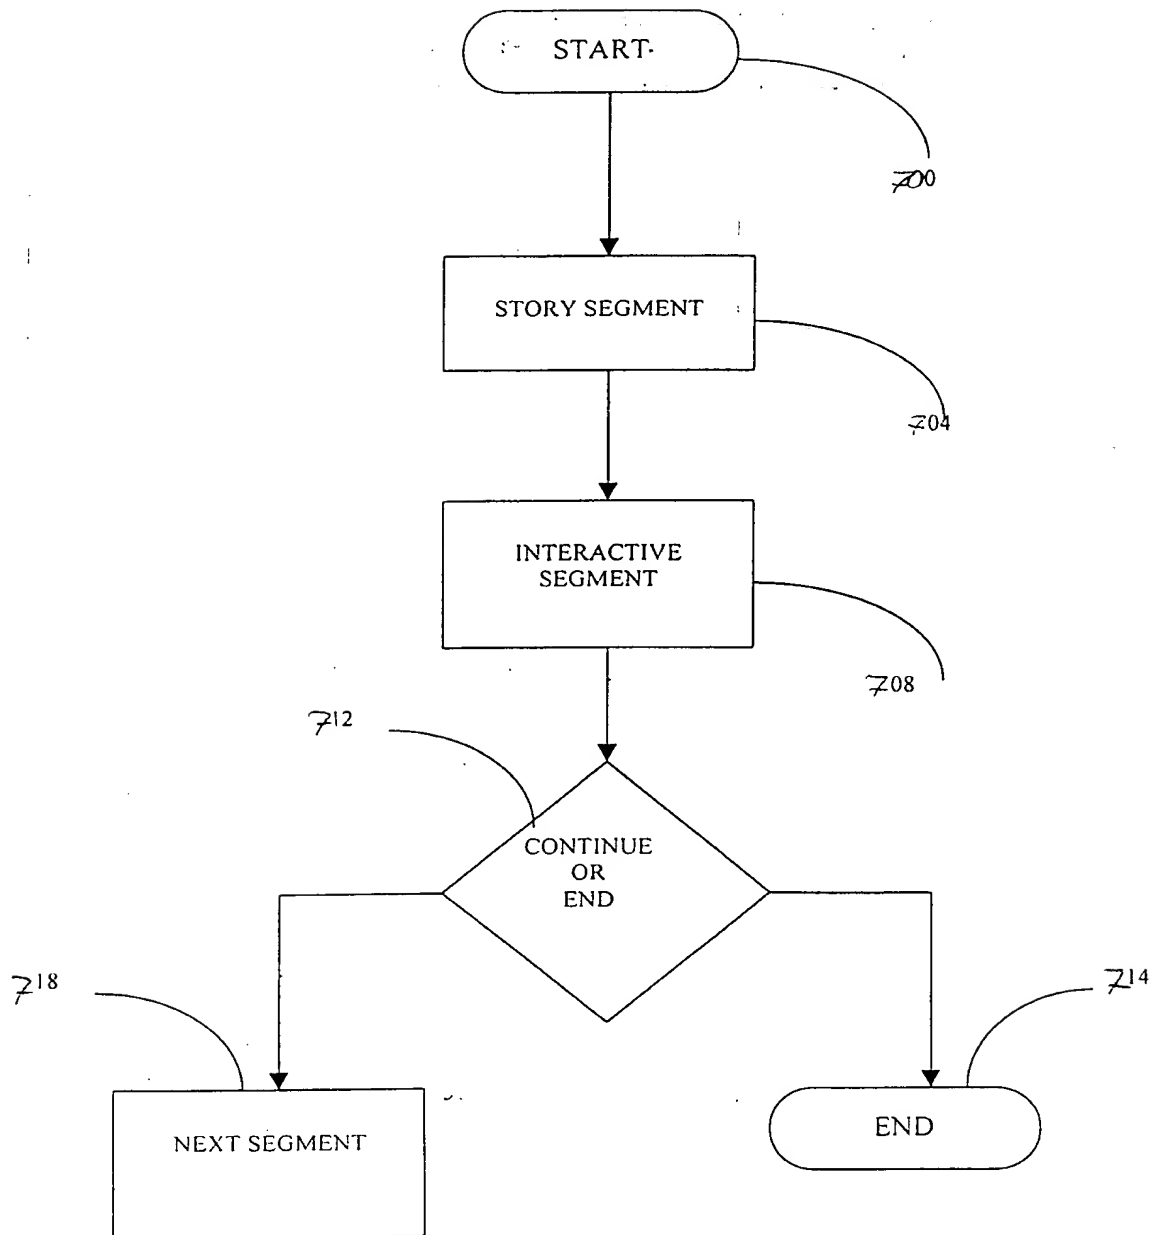 START
700
STORY SEGMENT
704
INTERACTIVE
SEGMENT
708
712
CONTINUE
OR
END
718
714
NEXT SEGMENT
END